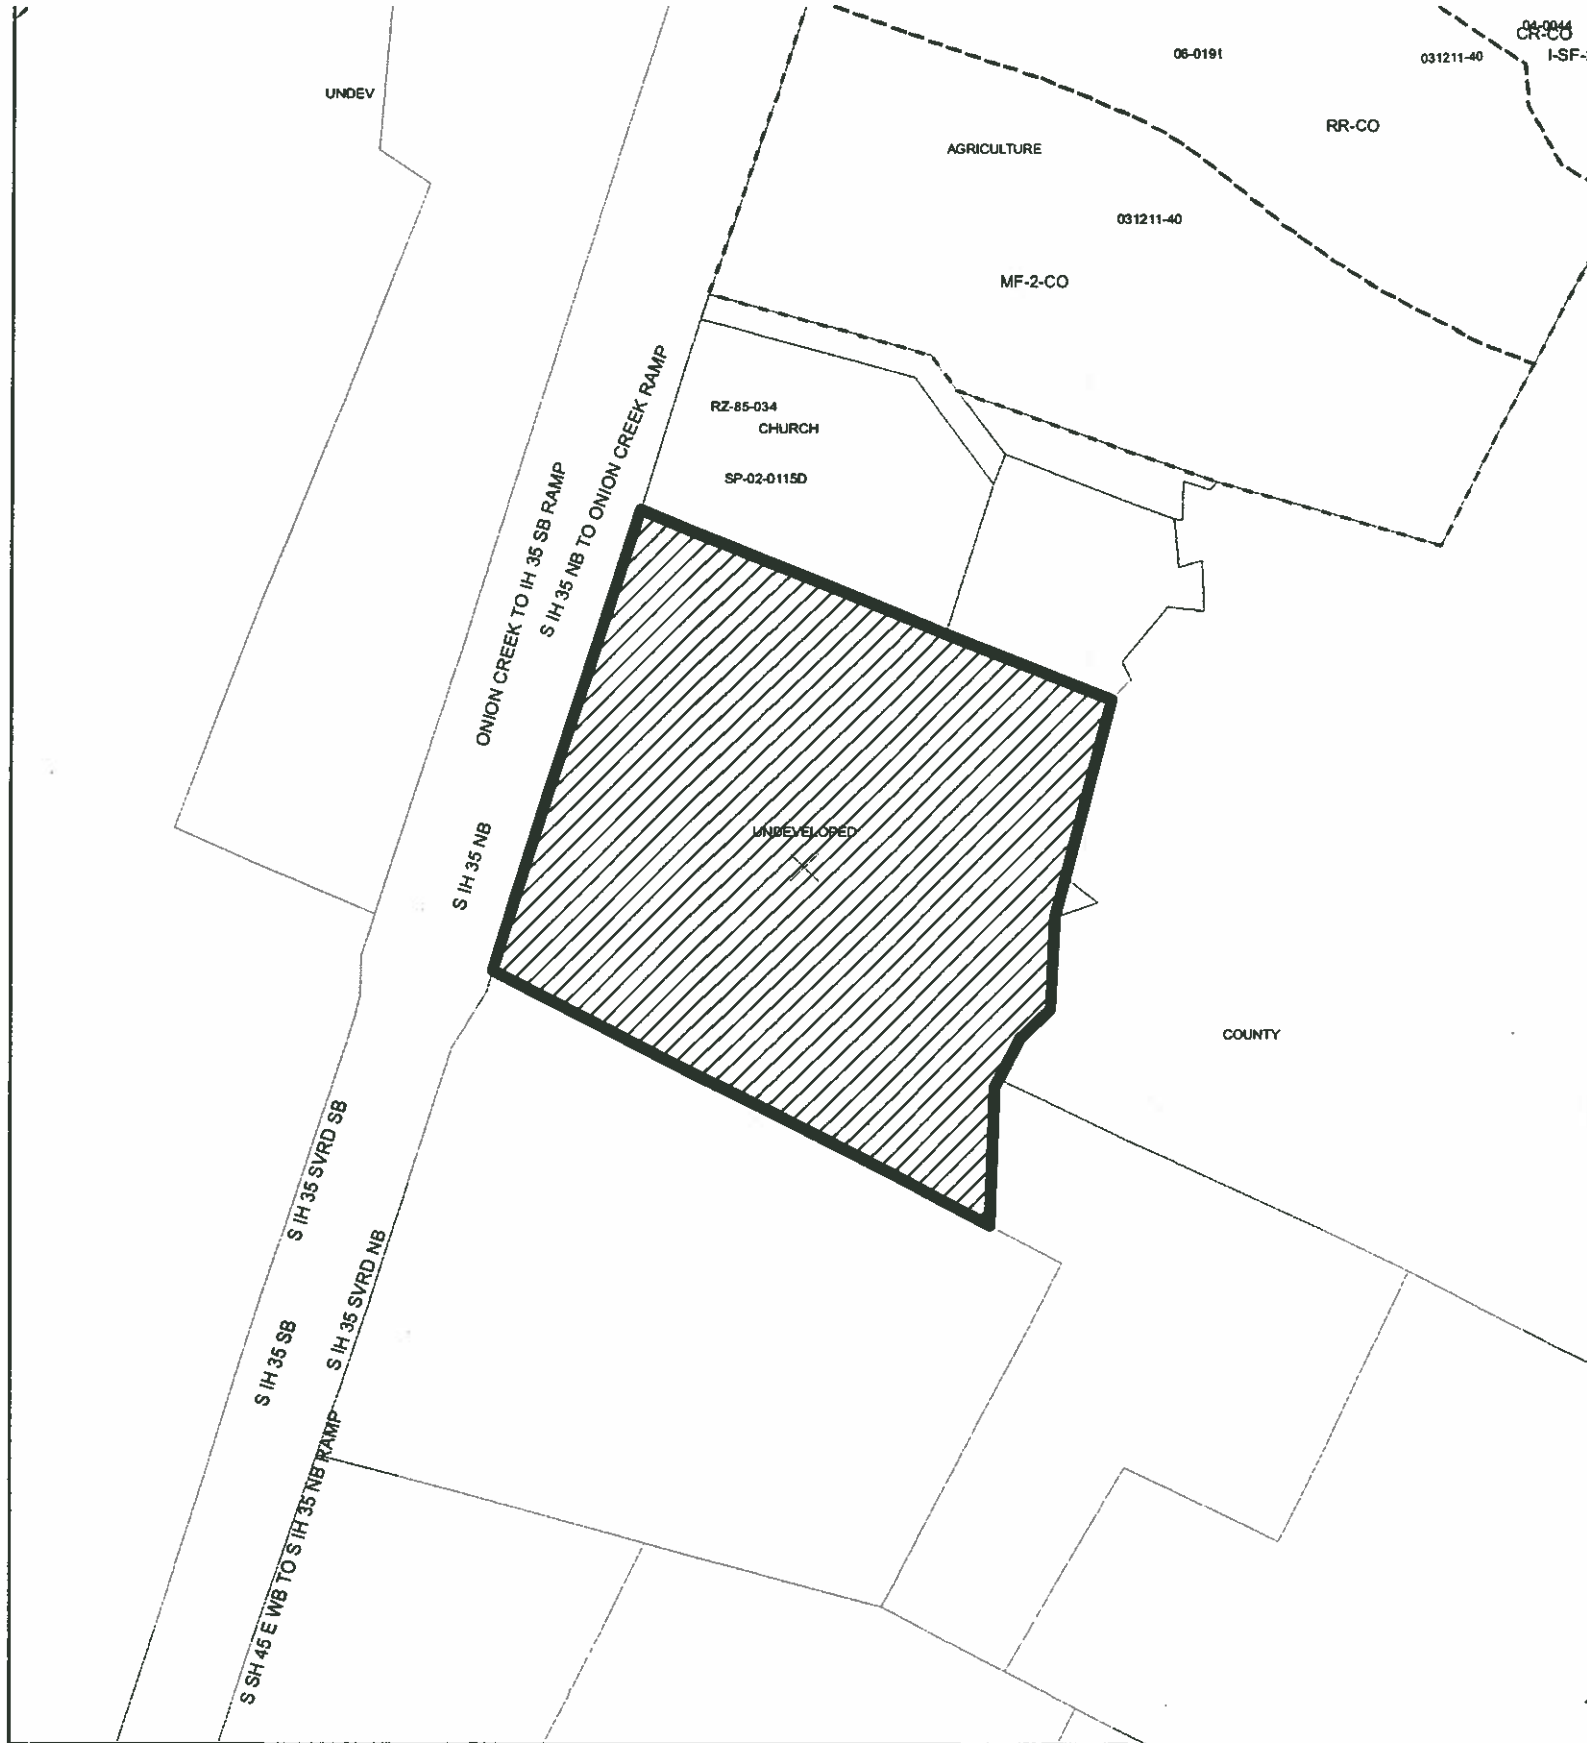 04-0044
CR-CO
06-0191
031211-40
I-SF-
UNDEV
RR-CO
AGRICULTURE
031211-40
MF-2-CO
RZ-85-034
CHURCH
SP-02-0115D
S IH 35 NB TO ONION CREEK RAMP
ONION CREEK TO IH 35 SB RAMP
UNDEVELOPED
S IH 35 NB
COUNTY
S IH 35 SVRD SB
S IH 35 SVRD NB
S IH 35 SB
S SH 45 E WB TO S IH 35 NB RAMP